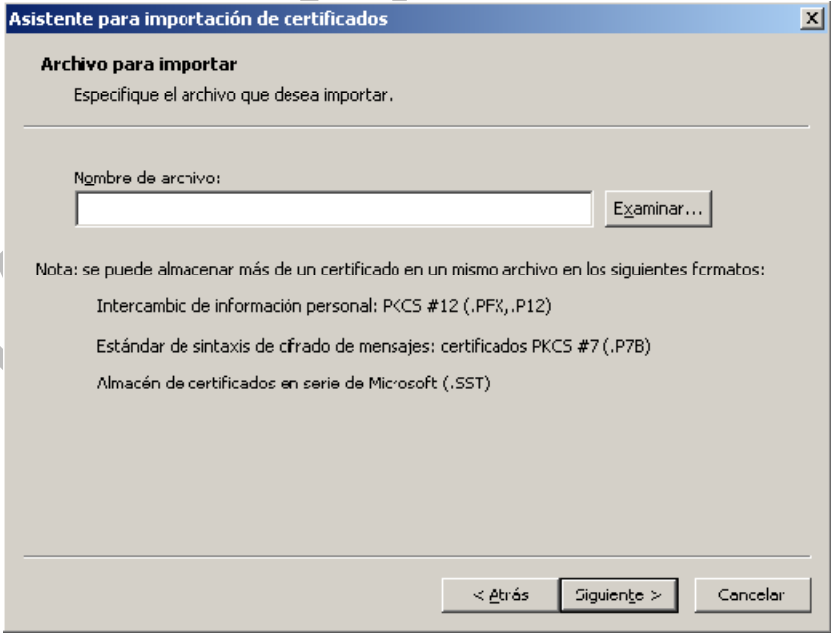 Asistente para importación de certificados
Archivo para importar
Especifique el archivo que desea importar.
Nombre de archivo:
Examinar...
Nota: se puede almacenar más de un certificado en un mismo archivo en los siguientes formatos:
Intercambio de información personal: PKCS #12 (.PFX,.P12)
Estándar de sintaxis de cifrado de mensajes: certificados PKCS #7 (.P7B)
Almacén de certificados en serie de Microsoft (.SST)
< Atrás Siguiente > Cancelar